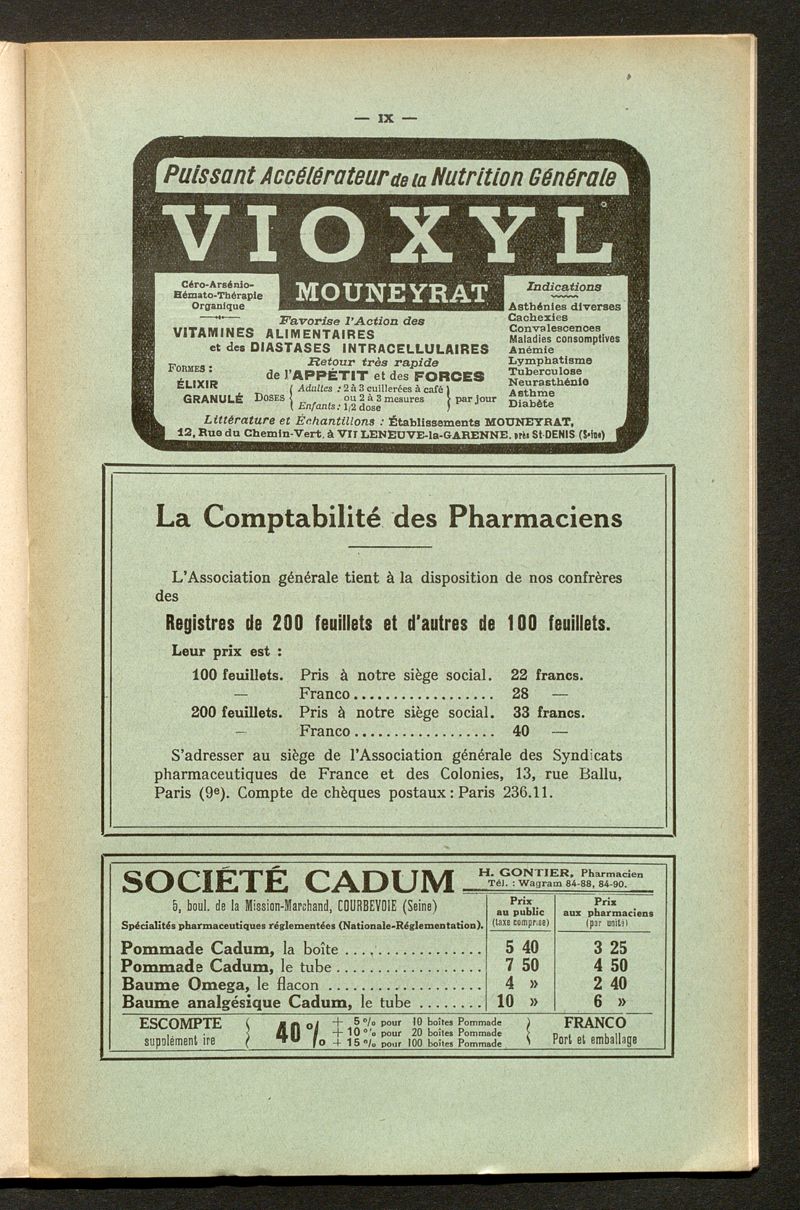 — IX —
Puissant Accélérateur de la Nutrition Générale
VIOXYL
Céro-Arsénio-
Hémato-Thérapie
Organique
MOUNEYRAT
Favorise l'Action des
VITAMINES ALIMENTAIRES
et des DIASTASES INTRACELLULAIRES
Retour très rapide
de l'APPÉTIT et des FORCES
FORMES :
ÉLIXIR
GRANULÉ
DOSES { Adultes : 2 à 3 cuillerées à café
ou 2 à 3 mesures
Enfants : 1/2 dose } par jour
Indications
Asthénies diverses
Cachexies
Convalescences
Maladies consomptives
Anémie
Lymphatisme
Tuberculose
Neurasthénie
Asthme
Diabète
Littérature et Échantillons : Établissements MOUNEYRAT,
12, Rue du Chemin-Vert, à VILLENEUVE-la-GARENNE, près St-DENIS (Seine)
La Comptabilité des Pharmaciens
L'Association générale tient à la disposition de nos confrères
des
Registres de 200 feuillets et d'autres de 100 feuillets.
Leur prix est :
100 feuillets. Pris à notre siège social. 22 francs.
— Franco.................. 28 —
200 feuillets. Pris à notre siège social. 33 francs.
— Franco.................. 40 —
S'adresser au siège de l'Association générale des Syndicats
pharmaceutiques de France et des Colonies, 13, rue Ballu,
Paris (9e). Compte de chèques postaux : Paris 236.11.
SOCIÉTÉ CADUM
H. GONTIER, Pharmacien
Tél. : Wagram 84-88, 84-90.
5, boul. de la Mission-Marchand, COURBEVOIE (Seine)
Spécialités pharmaceutiques réglementées (Nationale-Réglementation).
Prix
au public
(taxe comprise)
Prix
aux pharmaciens
(par unité)
Pommade Cadum, la boîte ................. 5 40 3 25
Pommade Cadum, le tube .................. 7 50 4 50
Baume Omega, le flacon ................... 4 » 2 40
Baume analgésique Cadum, le tube ........ 10 » 6 »
ESCOMPTE
supplémentaire
40 %
+ 5 % pour 10 boîtes Pommade
+ 10 % pour 20 boîtes Pommade
+ 15 % pour 100 boîtes Pommade
FRANCO
Port et emballage